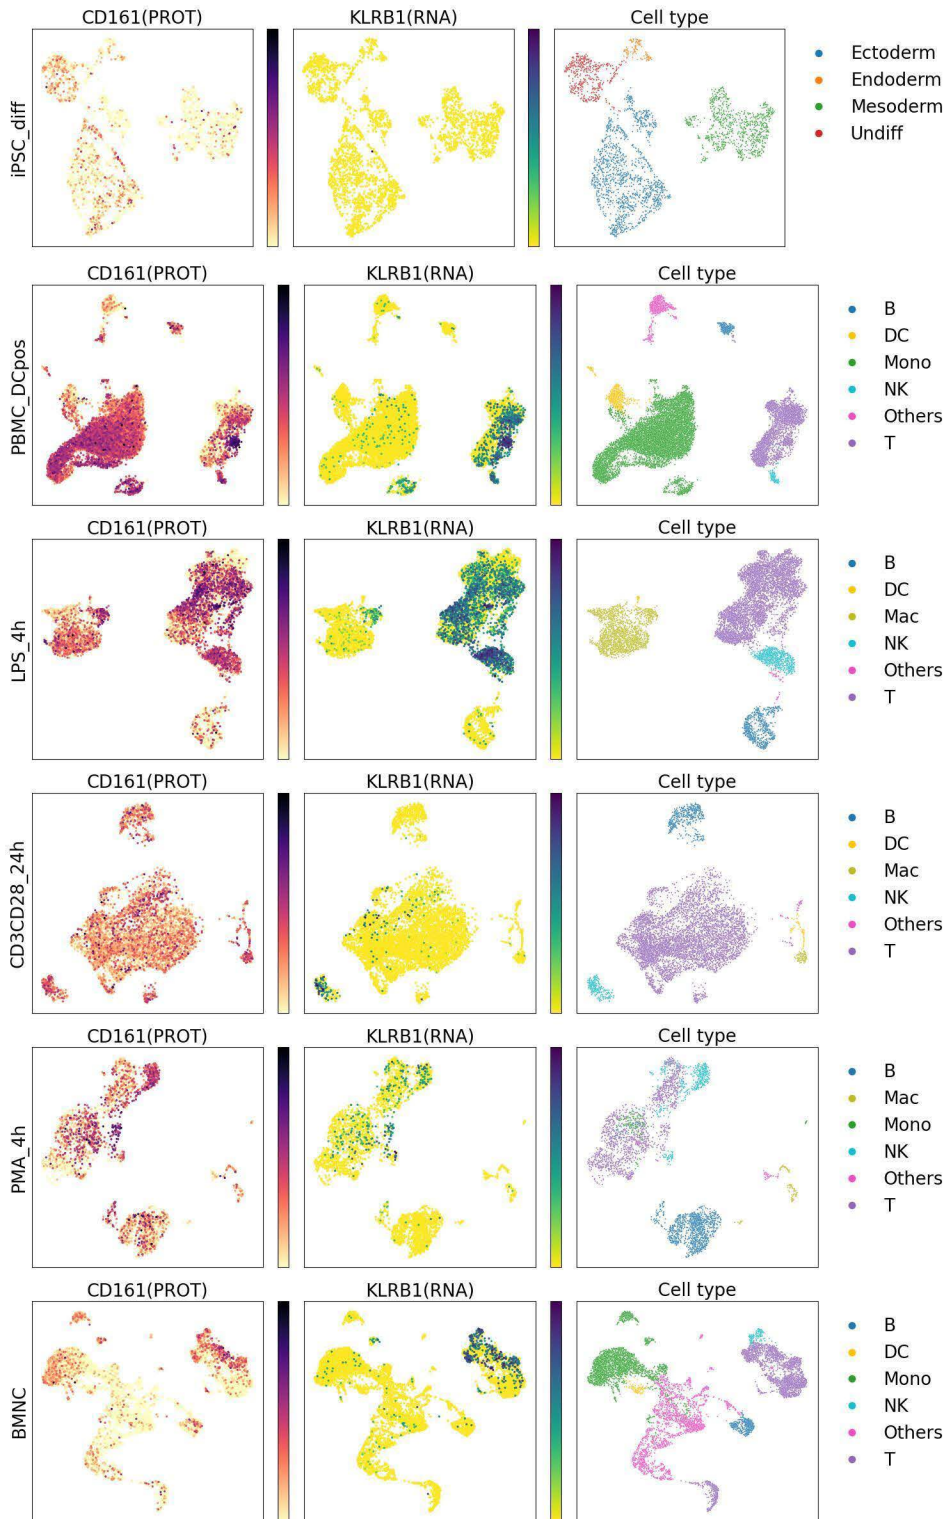 CD161(PROT) KLRB1(RNA) Cell type
iPSC_diff
Ectoderm
Endoderm
Mesoderm
Undiff
CD161(PROT) KLRB1(RNA) Cell type
PBMC_DCpos
B
DC
Mono
NK
Others
T
CD161(PROT) KLRB1(RNA) Cell type
LPS_4h
B
DC
Mac
NK
Others
T
CD161(PROT) KLRB1(RNA) Cell type
CD3CD28_24h
B
DC
Mac
NK
Others
T
CD161(PROT) KLRB1(RNA) Cell type
PMA_4h
B
Mac
Mono
NK
Others
T
CD161(PROT) KLRB1(RNA) Cell type
BMNC
B
DC
Mono
NK
Others
T